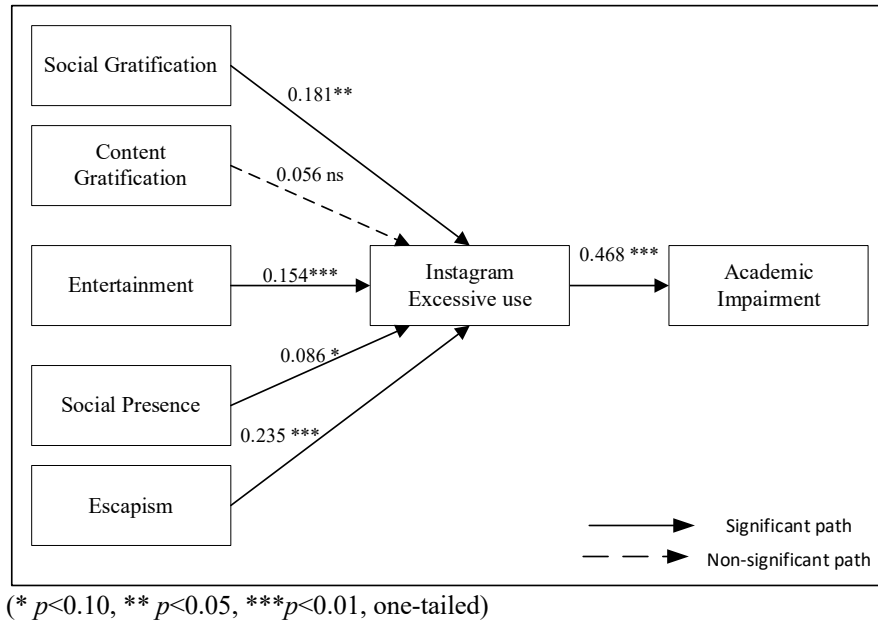 Social Gratification
0.181**
Content
Gratification
0.056 ns
Entertainment
0.154***
Instagram
Excessive use
0.468 ***
Academic
Impairment
0.086 *
Social Presence
0.235 ***
Escapism
Significant path
Non-significant path
(* p<0.10, ** p<0.05, ***p<0.01, one-tailed)